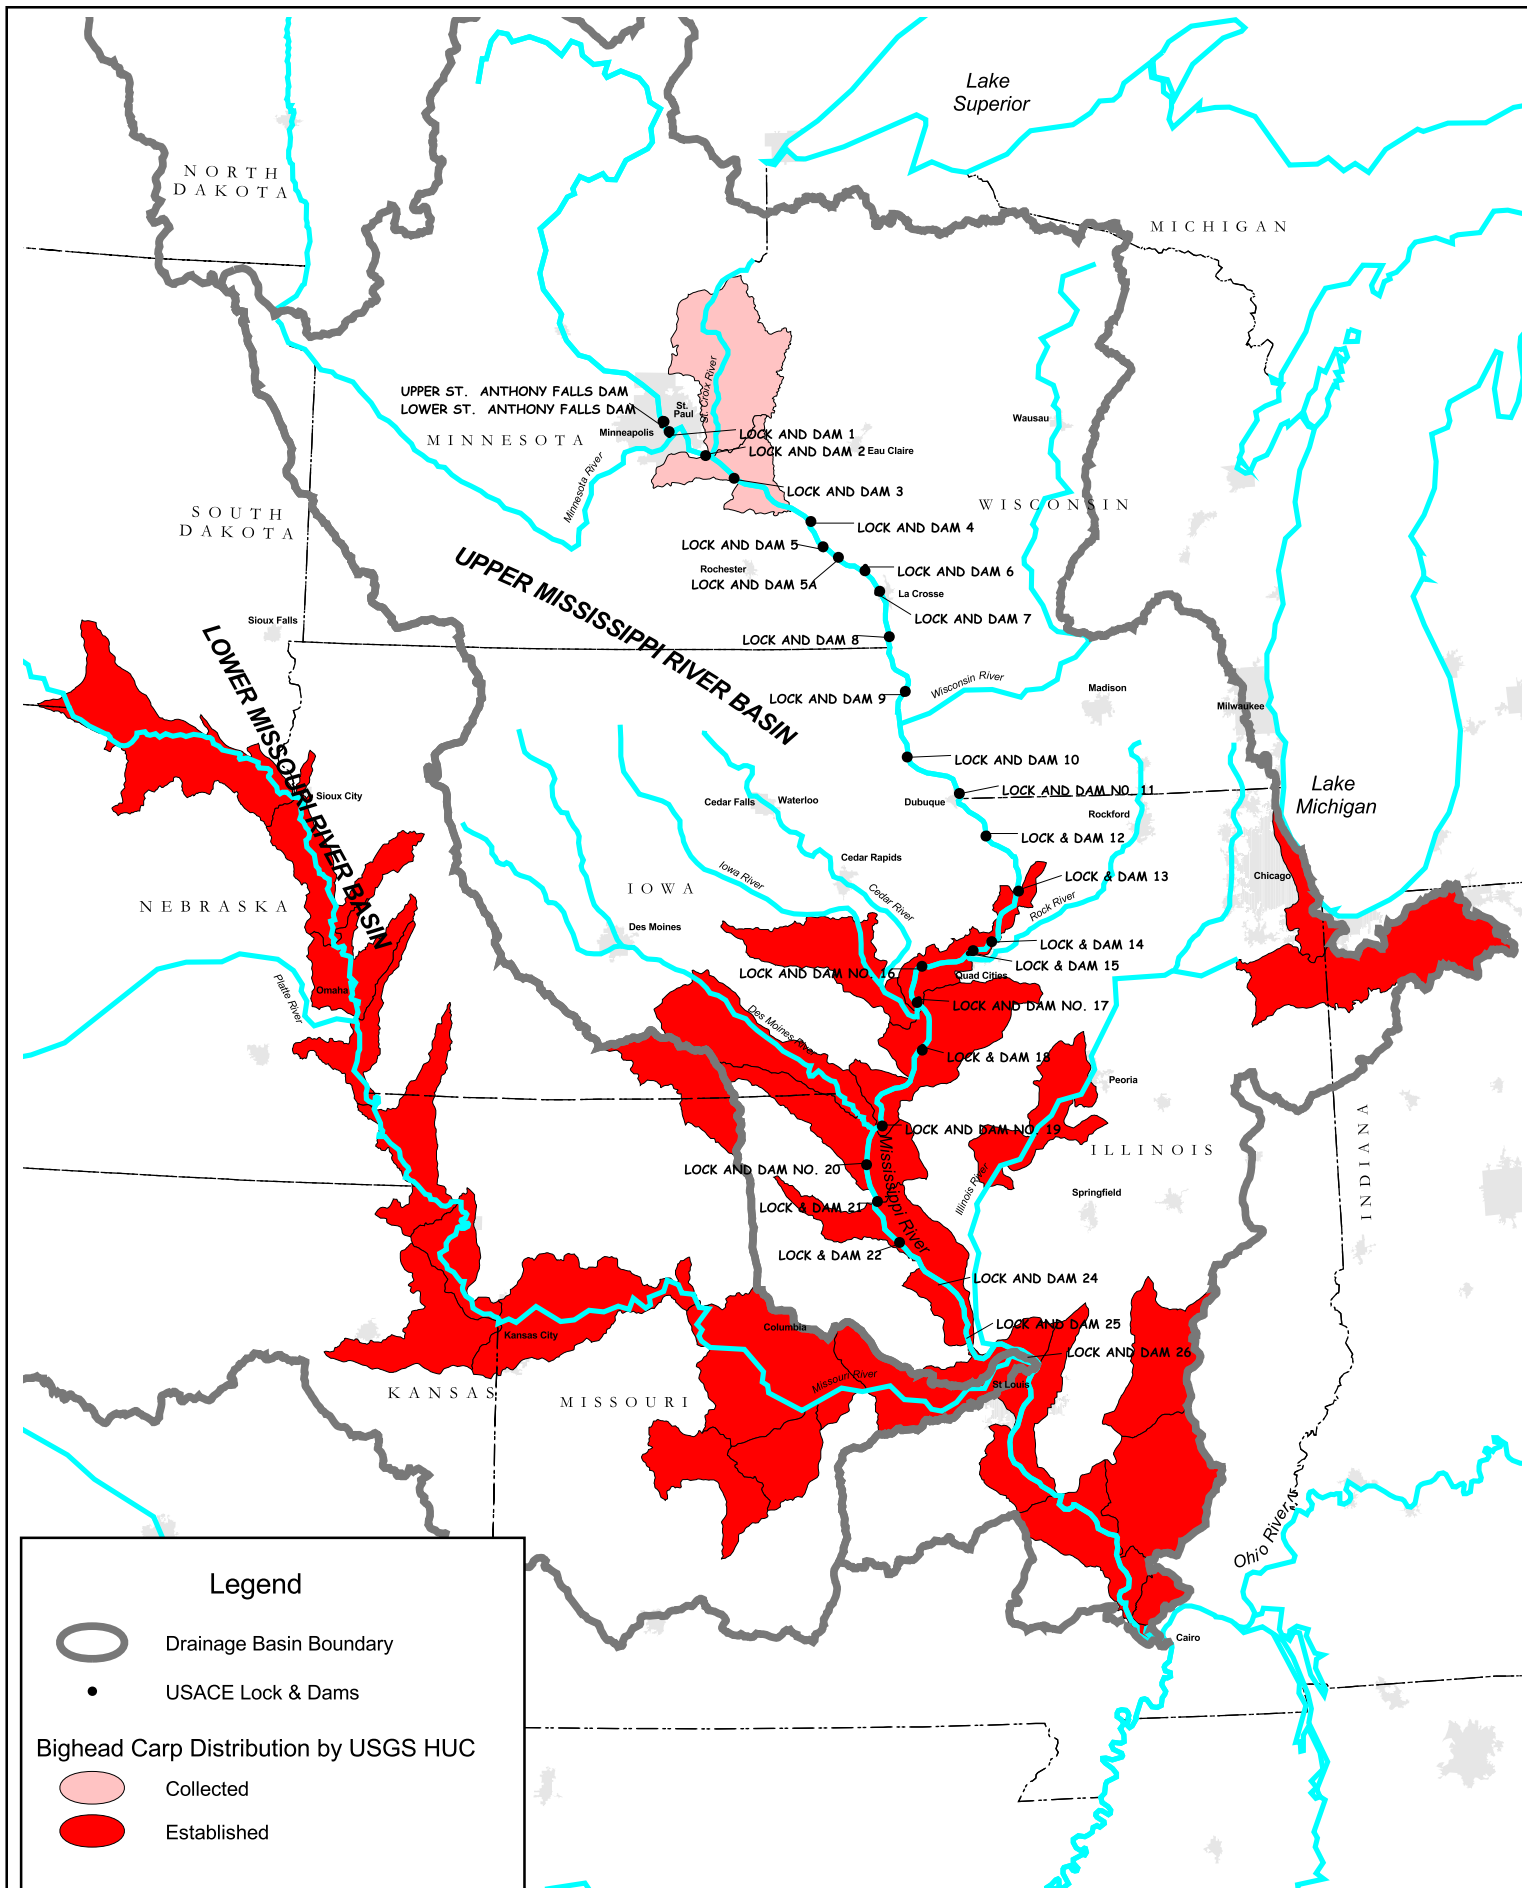 Lake
Superior
NORTH
DAKOTA
MICHIGAN
UPPER ST. ANTHONY FALLS DAM
LOWER ST. ANTHONY FALLS DAM
St.
Paul
St. Croix River
Minneapolis
MINNESOTA
LOCK AND DAM 1
LOCK AND DAM 2
Eau Claire
Wausau
Minnesota River
LOCK AND DAM 3
WISCONSIN
SOUTH
DAKOTA
LOCK AND DAM 4
LOCK AND DAM 5
Rochester
LOCK AND DAM 5A
LOCK AND DAM 6
La Crosse
LOCK AND DAM 7
UPPER MISSISSIPPI RIVER BASIN
Sioux Falls
LOCK AND DAM 8
LOWER MISSOURI RIVER BASIN
Wisconsin River
Madison
LOCK AND DAM 9
Milwaukee
LOCK AND DAM 10
Sioux City
Lake
Michigan
LOCK AND DAM NO. 11
Cedar Falls
Waterloo
Dubuque
Rockford
LOCK & DAM 12
Cedar Rapids
Iowa River
Cedar River
LOCK & DAM 13
Chicago
IOWA
Rock River
NEBRASKA
Des Moines
LOCK & DAM 14
LOCK & DAM 15
LOCK AND DAM NO. 16
Quad Cities
Omaha
Platte River
LOCK AND DAM NO. 17
Des Moines River
LOCK & DAM 18
Peoria
LOCK AND DAM NO. 19
Mississippi River
ILLINOIS
INDIANA
LOCK AND DAM NO. 20
Illinois River
Springfield
LOCK & DAM 21
LOCK & DAM 22
LOCK AND DAM 24
LOCK AND DAM 25
Columbia
Kansas City
LOCK AND DAM 26
KANSAS
MISSOURI
Missouri River
St Louis
Ohio River
Cairo
Legend
Drainage Basin Boundary
USACE Lock & Dams
Bighead Carp Distribution by USGS HUC
Collected
Established